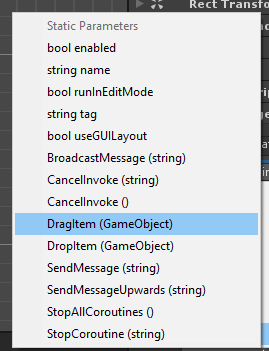 Rect Transfo
Static Parameters
bool enabled
string name
bool runInEditMode
string tag
bool useGUILayout
BroadcastMessage (string)
CancelInvoke (string)
CancelInvoke ()
DragItem (GameObject)
DropItem (GameObject)
SendMessage (string)
SendMessageUpwards (string)
StopAllCoroutines ()
StopCoroutine (string)